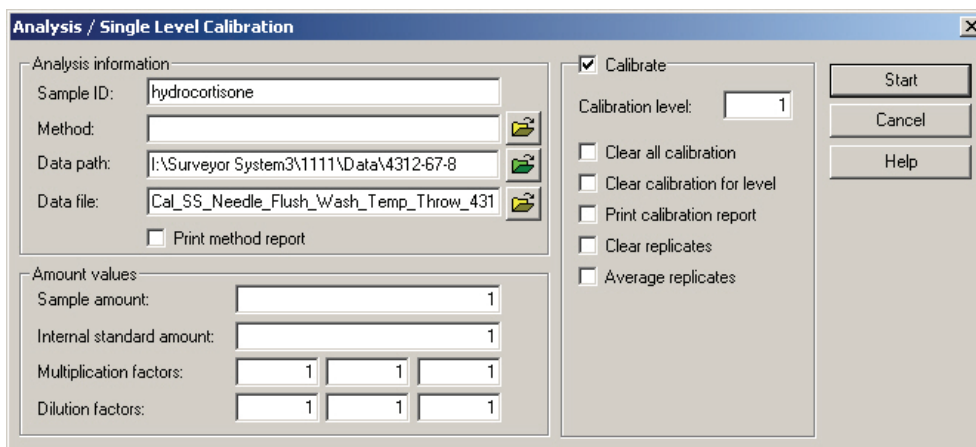 Analysis / Single Level Calibration
Analysis information
Sample ID: hydrocortisone
Method:
Data path: I:\Surveyor System3\1111\Data\4312-67-8
Data file: Cal_SS_Needle_Flush_Wash_Temp_Throw_431
Print method report
Amount values
Sample amount: 1
Internal standard amount: 1
Multiplication factors: 1 1 1
Dilution factors: 1 1 1
Calibrate
Calibration level: 1
Clear all calibration
Clear calibration for level
Print calibration report
Clear replicates
Average replicates
Start
Cancel
Help